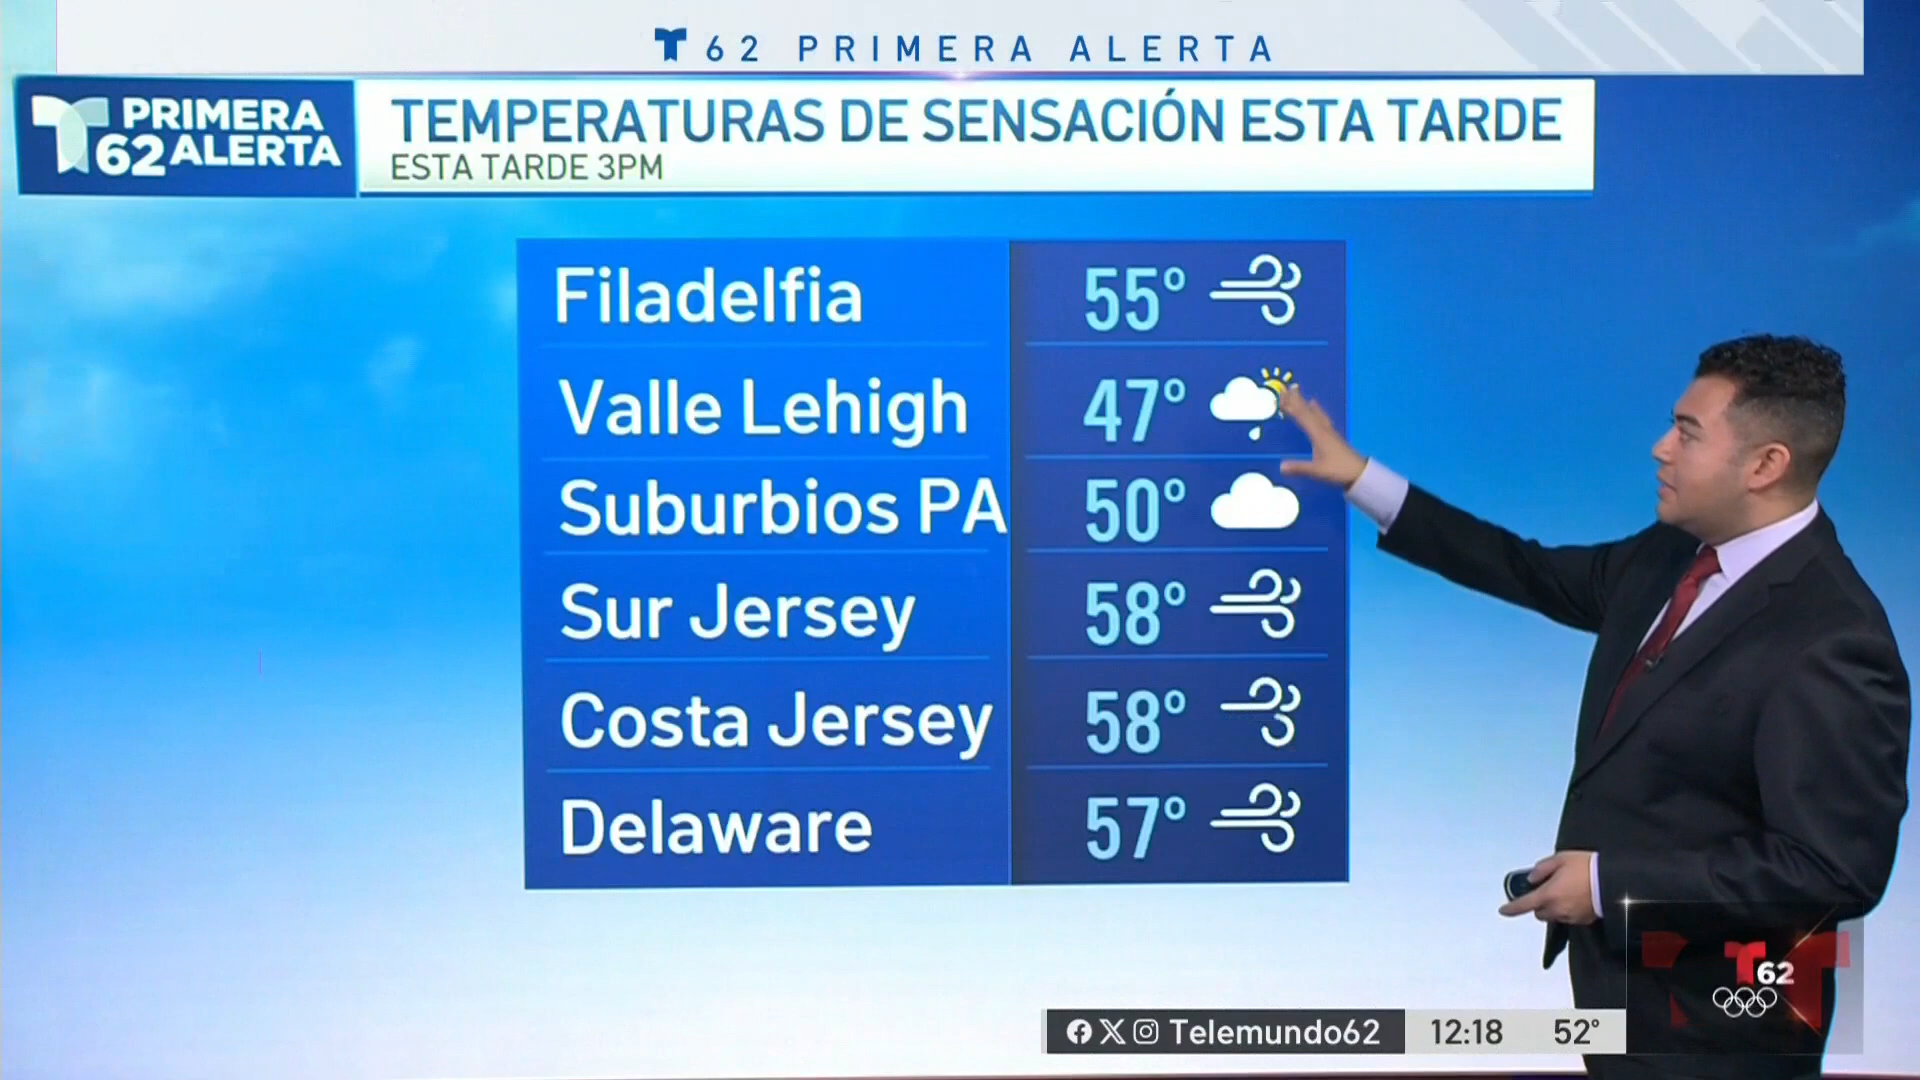 62 PRIMERA ALERTA
PRIMERA
62 ALERTA
TEMPERATURAS DE SENSACIÓN ESTA TARDE
ESTA TARDE 3PM
Filadelfia 55°
Valle Lehigh 47°
Suburbios PA 50°
Sur Jersey 58°
Costa Jersey 58°
Delaware 57°
62
Telemundo62 12:18 52°